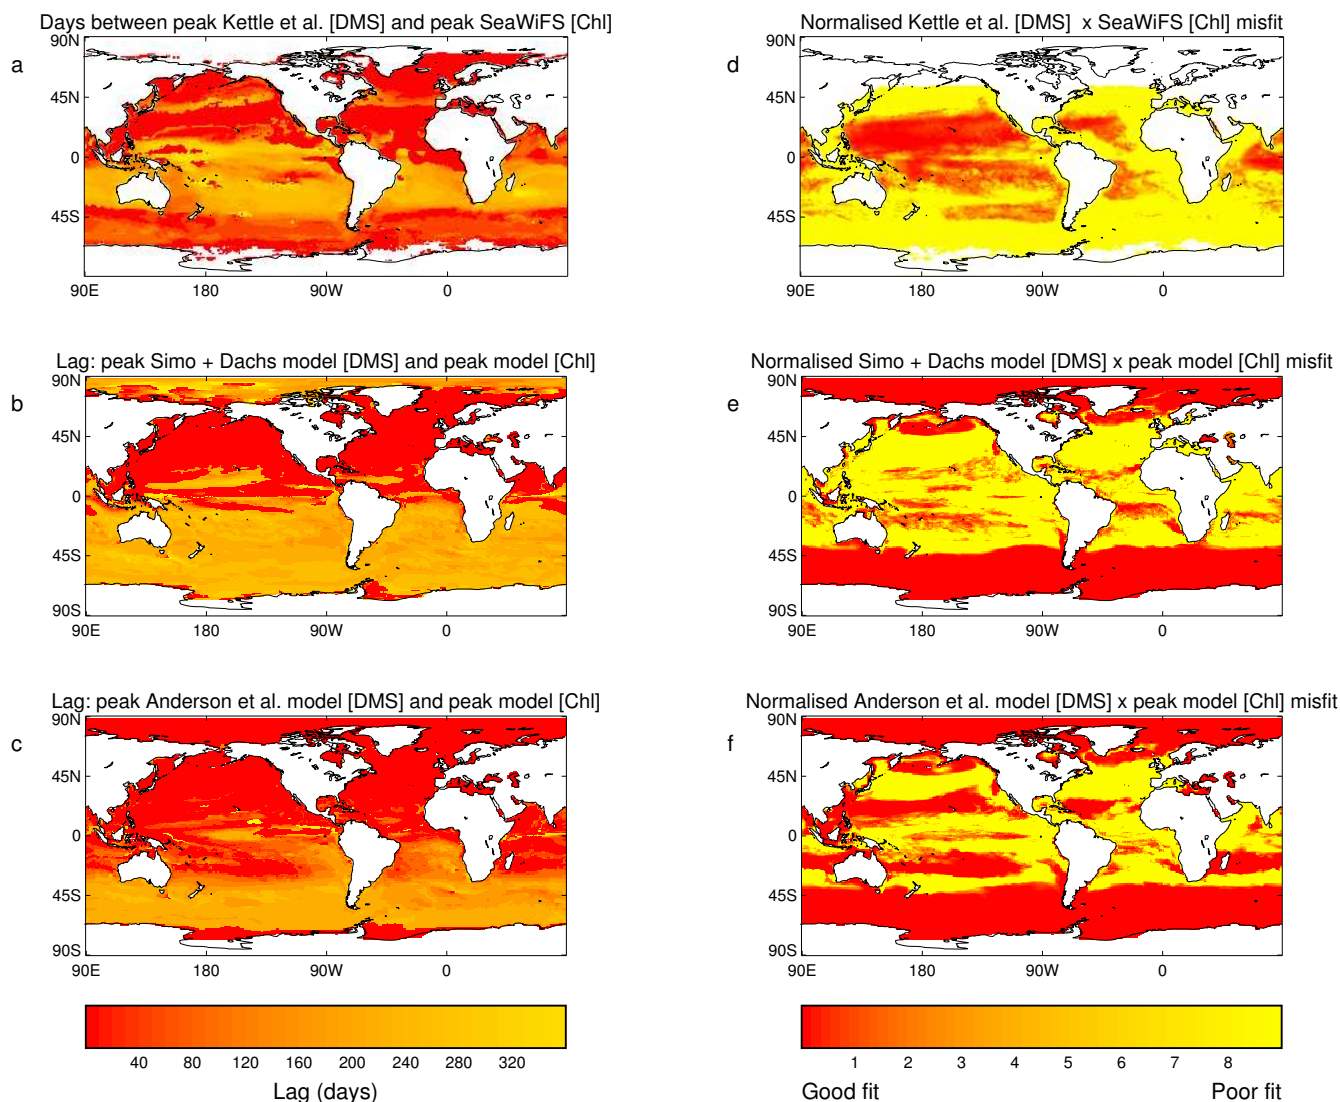 Days between peak Kettle et al. [DMS] and peak SeaWiFS [Chl]
a
90N
45N
0
45S
90E 180 90W 0
Normalised Kettle et al. [DMS] x SeaWiFS [Chl] misfit
d
90N
45N
0
45S
90E 180 90W 0
Lag: peak Simo + Dachs model [DMS] and peak model [Chl]
b
90N
45N
0
45S
90S
90E 180 90W 0
Normalised Simo + Dachs model [DMS] x peak model [Chl] misfit
e
90N
45N
0
45S
90S
90E 180 90W 0
Lag: peak Anderson et al. model [DMS] and peak model [Chl]
c
90N
45N
0
45S
90S
90E 180 90W 0
Normalised Anderson et al. model [DMS] x peak model [Chl] misfit
f
90N
45N
0
45S
90S
90E 180 90W 0
40 80 120 160 200 240 280 320
Lag (days)
1 2 3 4 5 6 7 8
Good fit Poor fit